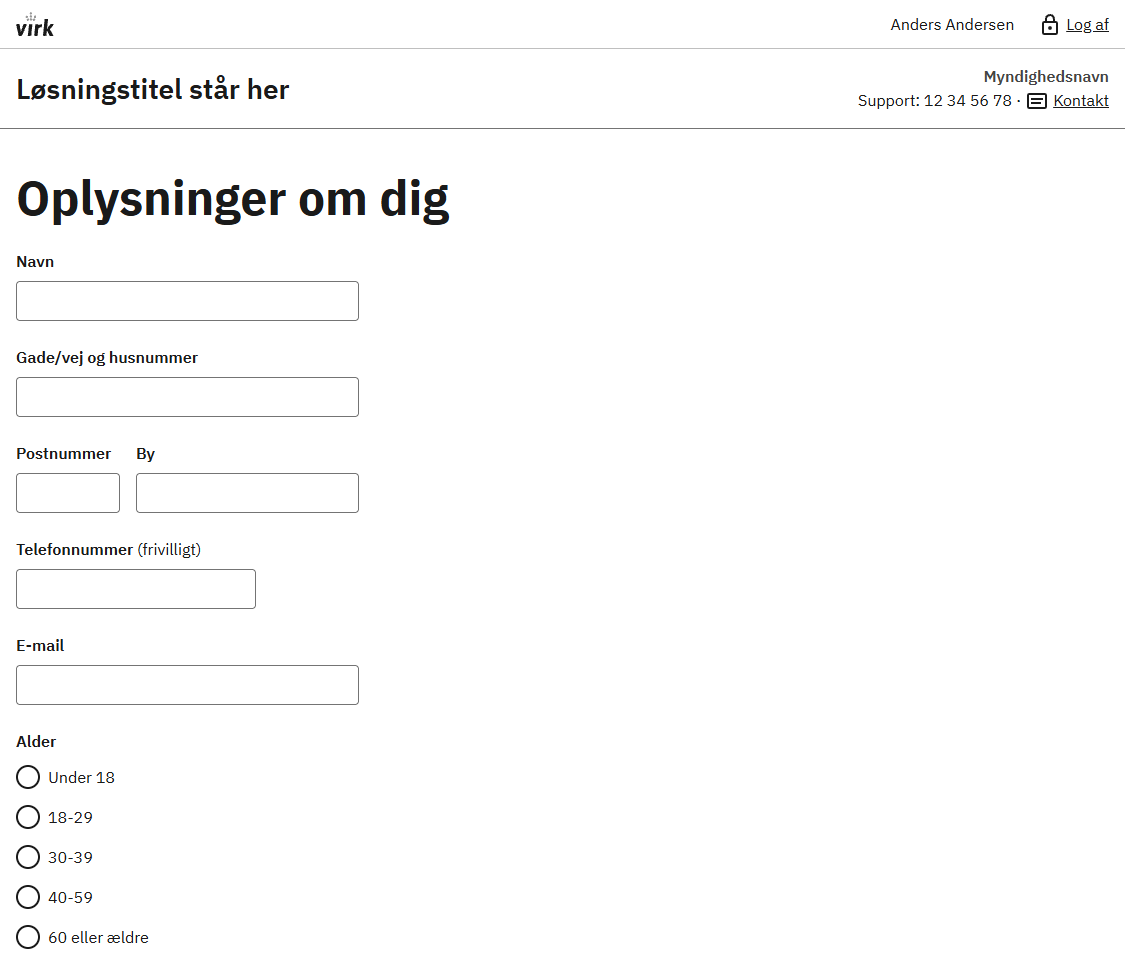 virk
Anders Andersen Log af
Løsningstitel står her
Myndighedsnavn
Support: 12 34 56 78 · Kontakt
Oplysninger om dig
Navn
Gade/vej og husnummer
Postnummer By
Telefonnummer (frivilligt)
E-mail
Alder
Under 18
18-29
30-39
40-59
60 eller ældre